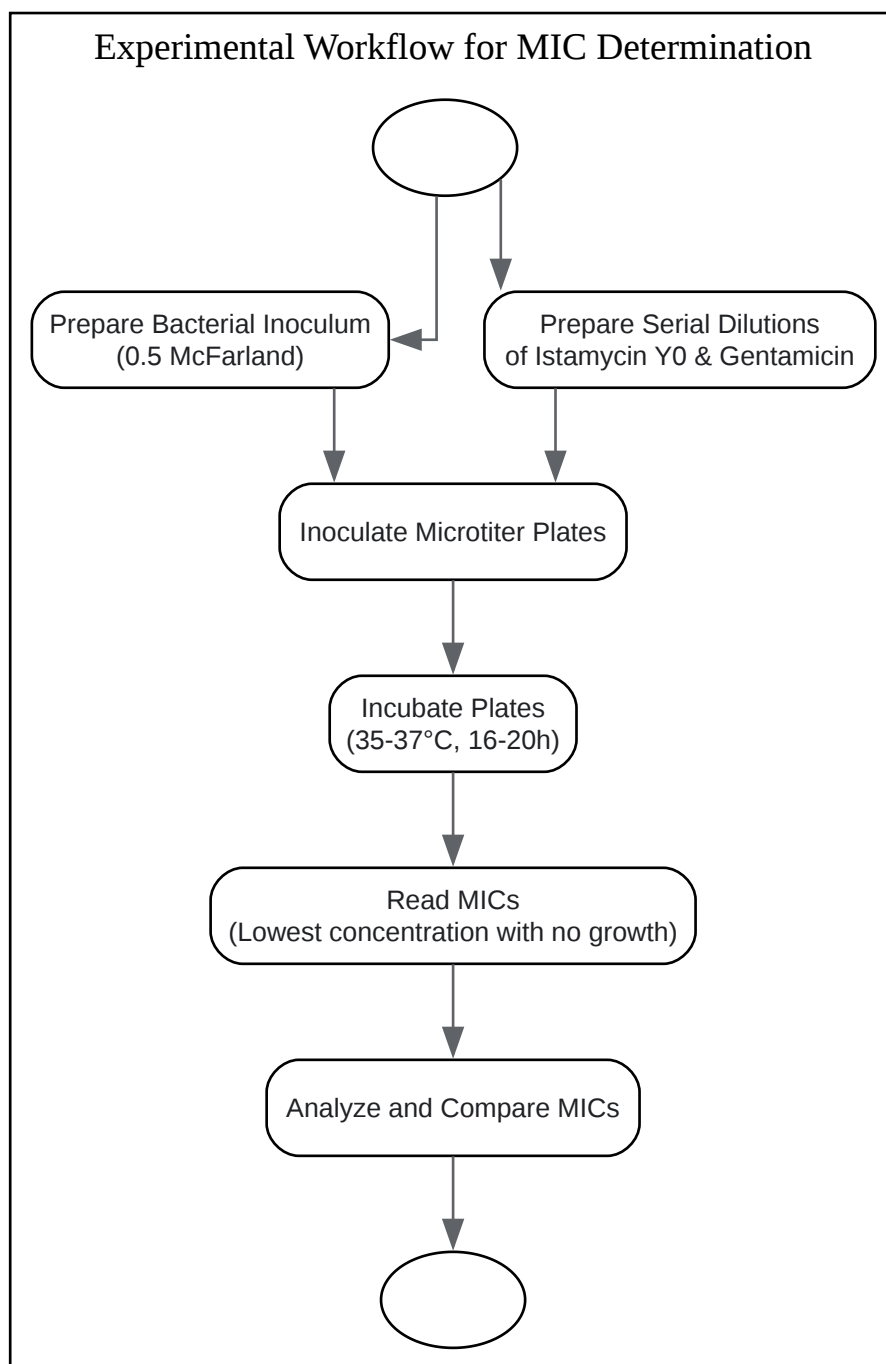 Experimental Workflow for MIC Determination
Prepare Bacterial Inoculum
(0.5 McFarland)
Prepare Serial Dilutions
of Istamycin Y0 & Gentamicin
Inoculate Microtiter Plates
Incubate Plates
(35-37°C, 16-20h)
Read MICs
(Lowest concentration with no growth)
Analyze and Compare MICs